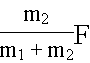 m₂
m₁ + m₂ F